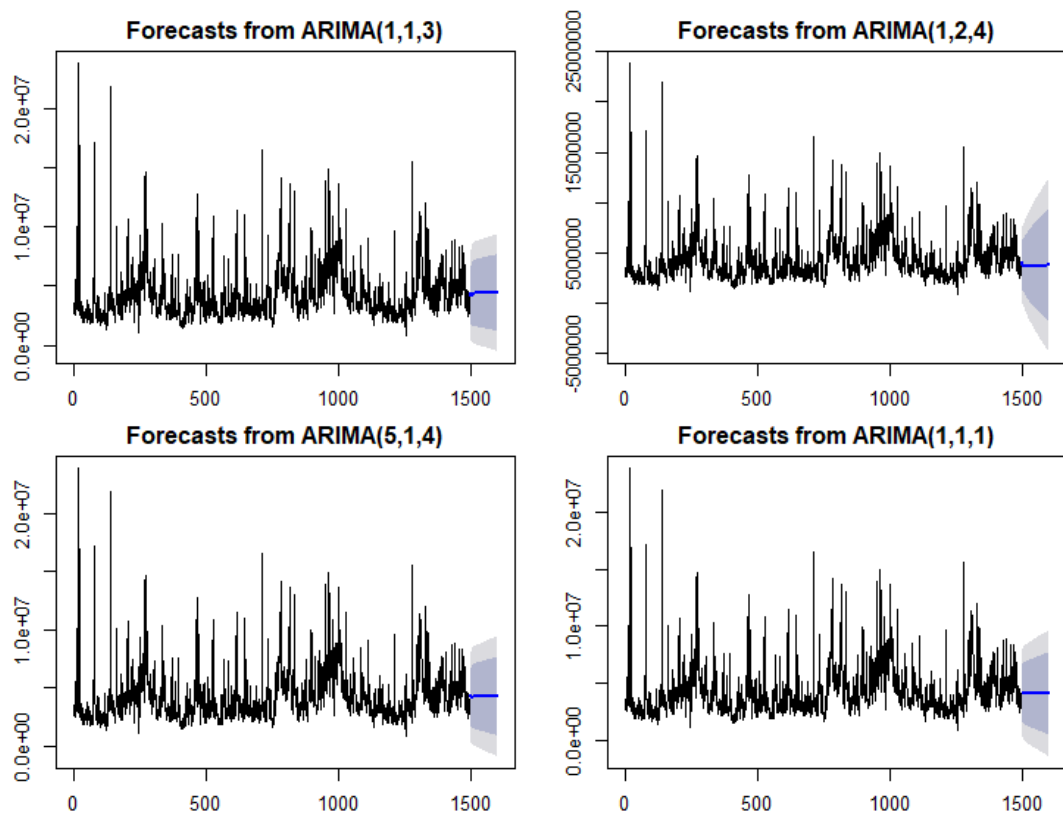 Forecasts from ARIMA(1,1,3)
2.0e+07
1.0e+07
0.0e+00
0 500 1000 1500
Forecasts from ARIMA(1,2,4)
25000000
15000000
5000000
-5000000
0 500 1000 1500
Forecasts from ARIMA(5,1,4)
2.0e+07
1.0e+07
0.0e+00
0 500 1000 1500
Forecasts from ARIMA(1,1,1)
2.0e+07
1.0e+07
0.0e+00
0 500 1000 1500